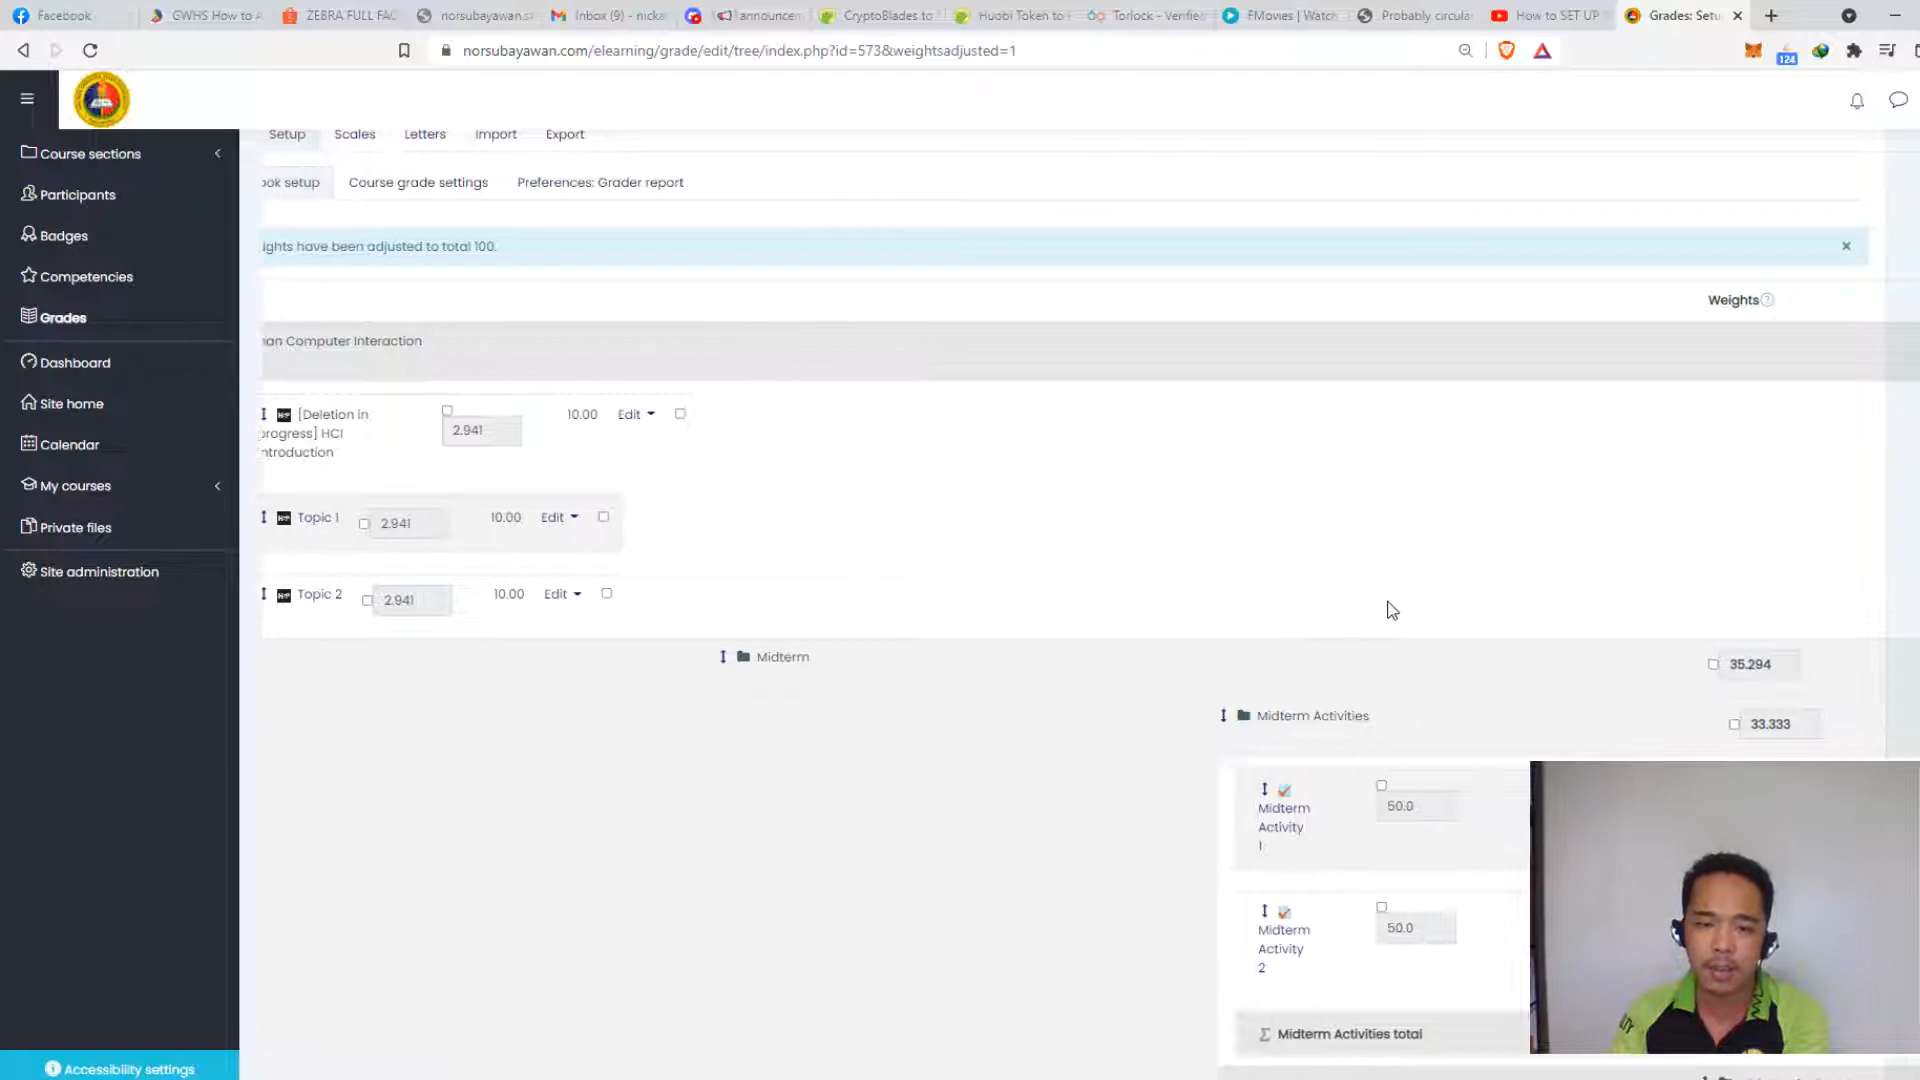 Facebook
GWHS How to A
ZEBRA FULL FAC
norsubayawan.s
Inbox (9) - nicka
announcem
CryptoBlades to
Huobi Token to
Torlock - Verifie
FMovies | Watch
Probably circula
How to SET UP
Grades: Setu
norsubayawan.com/elearning/grade/edit/tree/index.php?id=573&weightsadjusted=1
124
Course sections
Participants
Badges
Competencies
Grades
Dashboard
Site home
Calendar
My courses
Private files
Site administration
Accessibility settings
Setup Scales Letters Import Export
ook setup Course grade settings Preferences: Grader report
ights have been adjusted to total 100.
Weights
an Computer Interaction
[Deletion in
progress] HCI
Introduction
2.941
10.00 Edit
Topic 1
2.941
10.00 Edit
Topic 2
2.941
10.00 Edit
Midterm
35.294
Midterm Activities
33.333
Midterm
Activity
1
50.0
Midterm
Activity
2
50.0
Σ Midterm Activities total